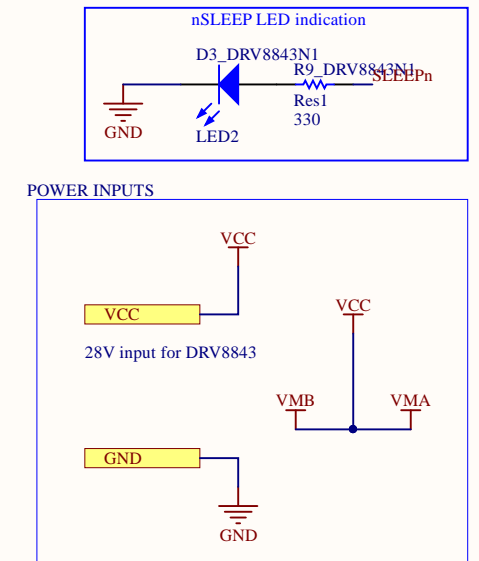 nSLEEP LED indication
D3_DRV8843N1
R9_DRV8843N1
SLEEPn
Res1
330
GND
LED2
POWER INPUTS
VCC
VCC
VCC
28V input for DRV8843
VMB
VMA
GND
GND